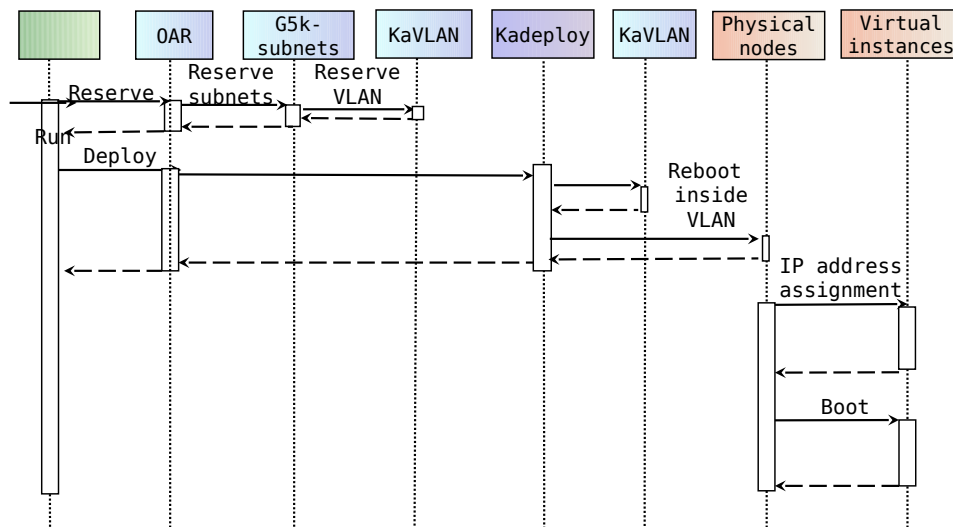 OAR
G5k-
subnets
KaVLAN
Kadeploy
KaVLAN
Physical
nodes
Virtual
instances
Reserve
Reserve
subnets
Reserve
VLAN
Run
Deploy
Reboot
inside
VLAN
IP address
assignment
Boot